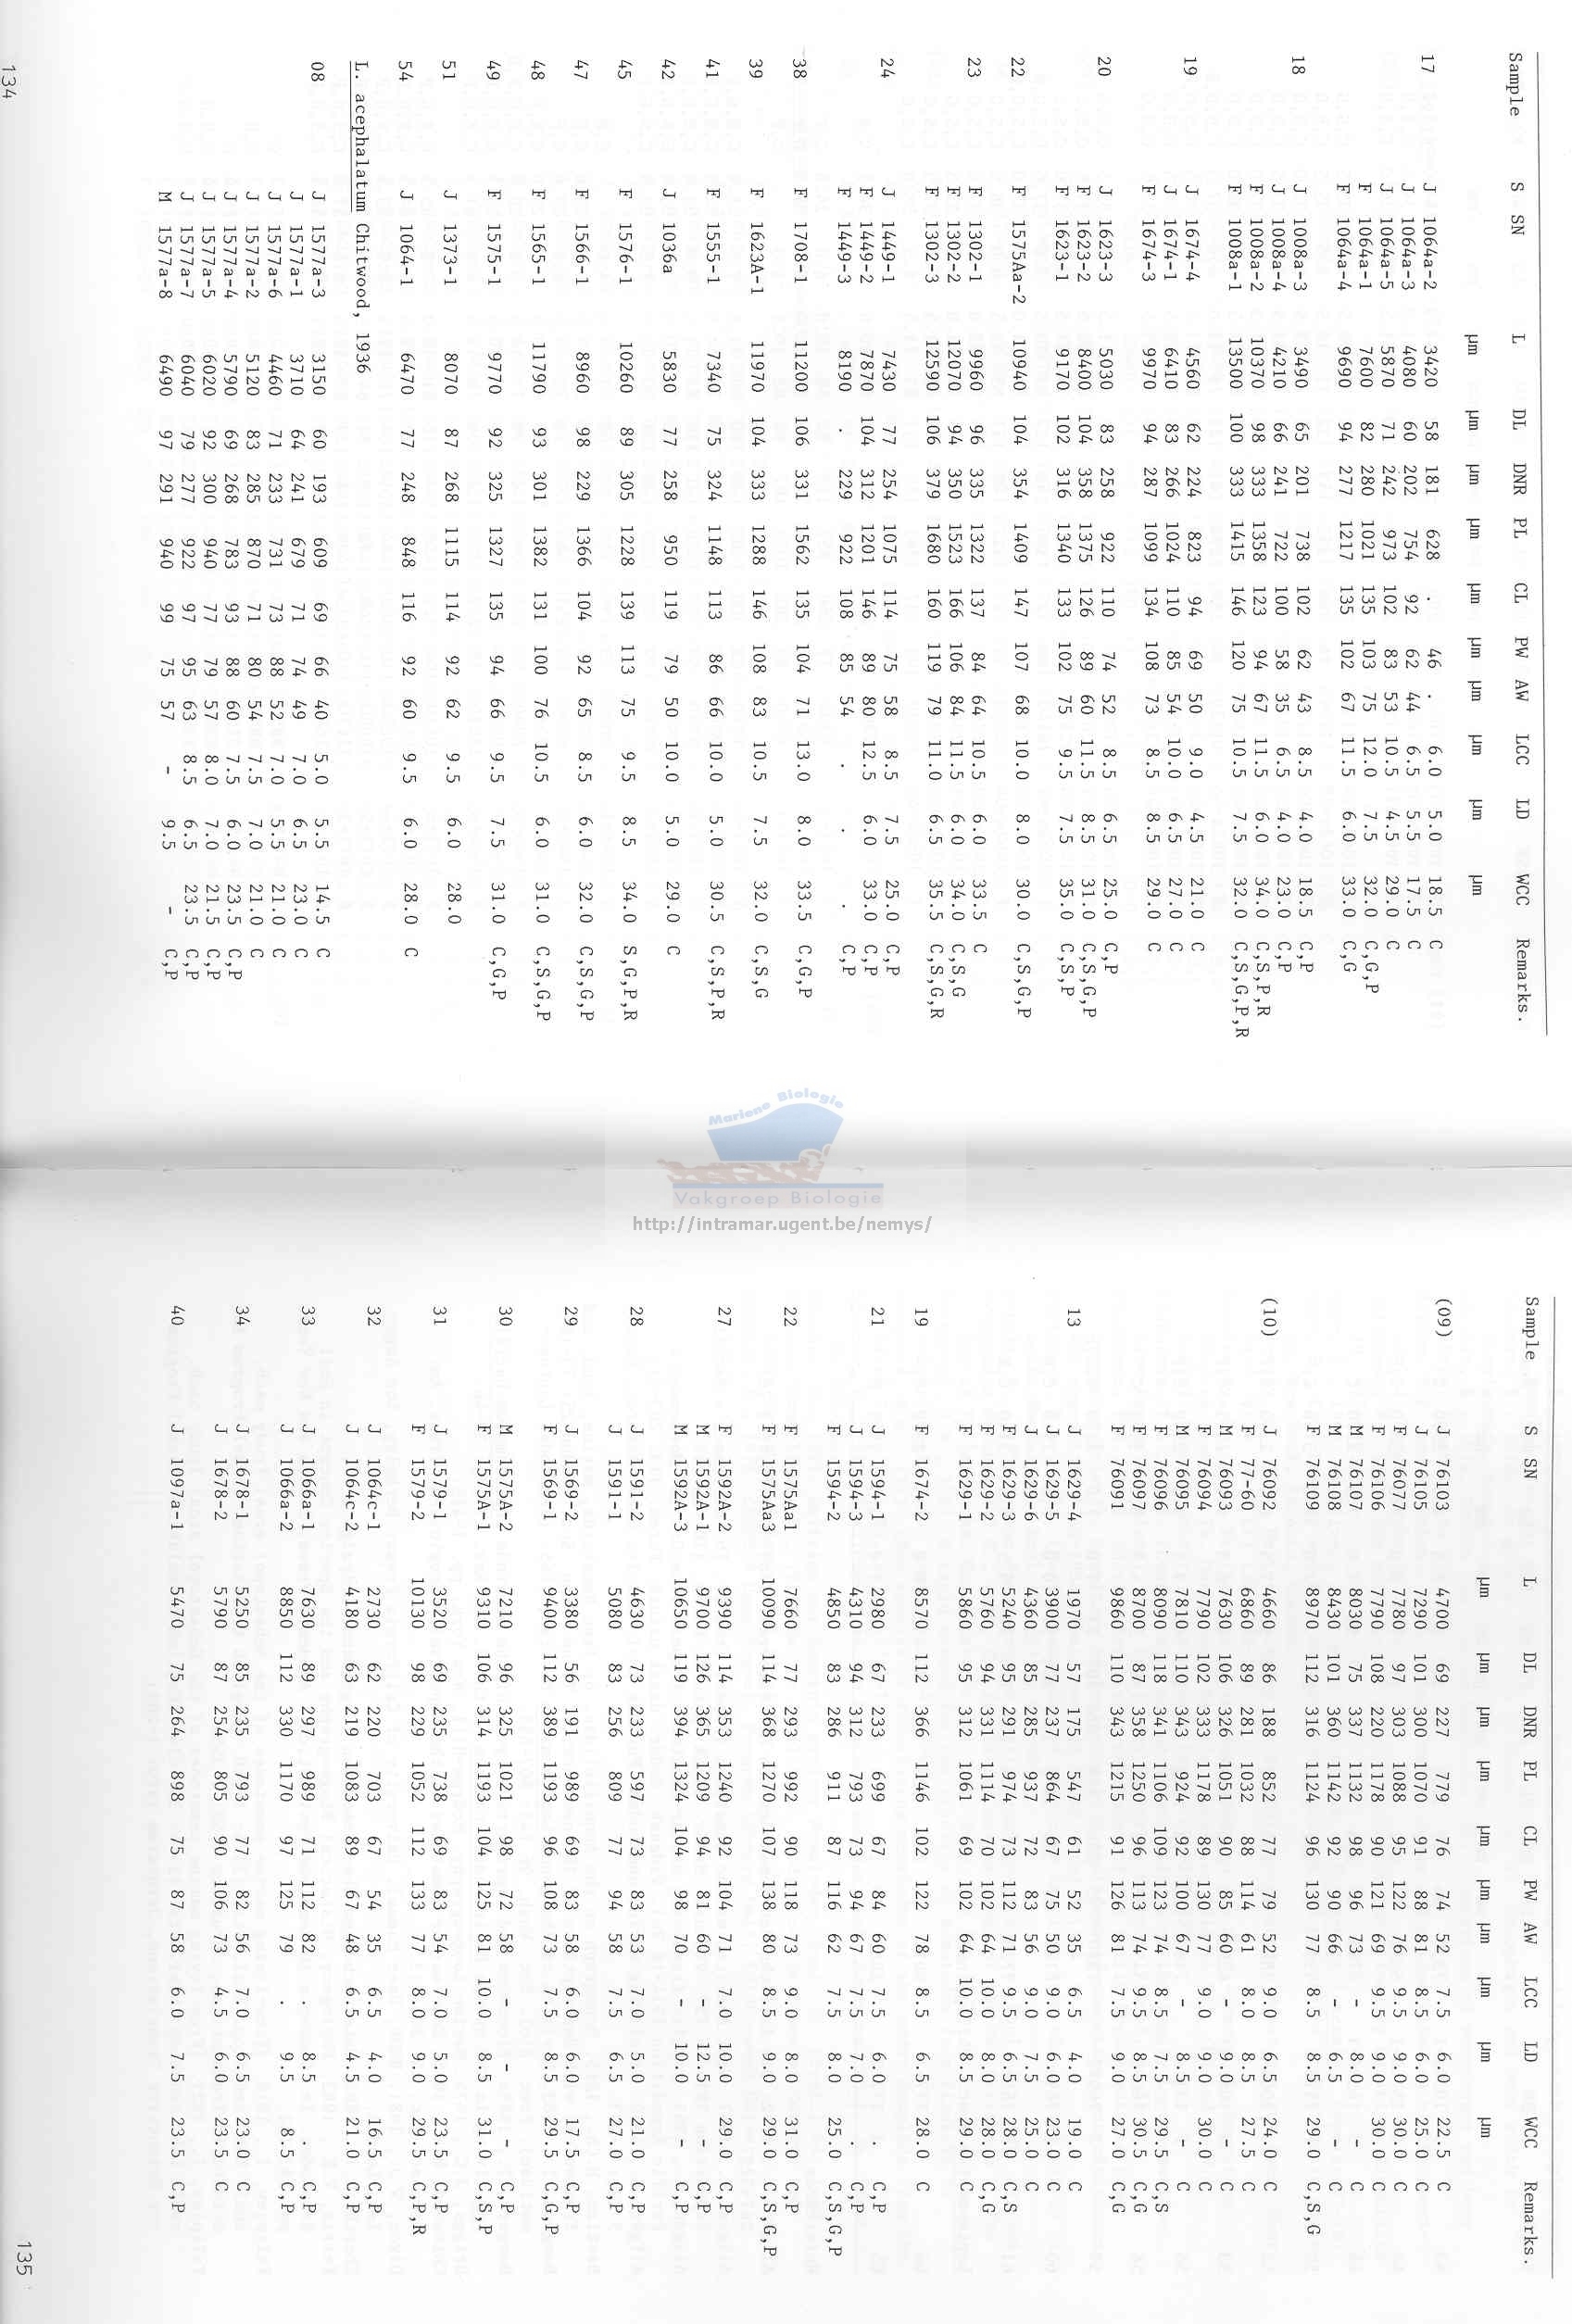 Sample S SN L DL DNR PL CL PW AW LCC LD WCC Remarks.
µm µm µm µm µm µm µm µm µm µm
17 J 1064a-2 3420 58 181 628 . 46 . 6.0 5.0 18.5 C
J 1064a-3 4080 60 202 754 92 62 44 6.5 5.5 17.5 C
J 1064a-5 5870 71 242 973 102 83 53 10.5 4.5 29.0 C
F 1064a-1 7600 82 280 1021 135 103 75 12.0 7.5 32.0 C,G,P
F 1064a-4 9690 94 277 1217 135 102 67 11.5 6.0 33.0 C,G
18 J 1008a-3 3490 65 201 738 102 62 43 8.5 4.0 18.5 C,P
J 1008a-4 4210 66 241 722 100 58 35 6.5 4.0 23.0 C,P
F 1008a-2 10370 98 333 1358 123 94 67 11.5 6.0 34.0 C,S,P,R
F 1008a-1 13500 100 333 1415 146 120 75 10.5 7.5 32.0 C,S,G,P,R
19 J 1674-4 4560 62 224 823 94 69 50 9.0 4.5 21.0 C
J 1674-1 6410 83 266 1024 110 85 54 10.0 6.5 27.0 C
F 1674-3 9970 94 287 1099 134 108 73 8.5 8.5 29.0 C
20 J 1623-3 5030 83 258 922 110 74 52 8.5 6.5 25.0 C,P
F 1623-2 8400 104 358 1375 126 89 60 11.5 8.5 31.0 C,S,G,P
F 1623-1 9170 102 316 1340 133 102 75 9.5 7.5 35.0 C,S,P
22 F 1575Aa-2 10940 104 354 1409 147 107 68 10.0 8.0 30.0 C,S,G,P
23 F 1302-1 9960 96 335 1322 137 84 64 10.5 6.0 33.5 C
F 1302-2 12070 94 350 1523 166 106 84 11.5 6.0 34.0 C,S,G
F 1302-3 12590 106 379 1680 160 119 79 11.0 6.5 35.5 C,S,G,R
24 J 1449-1 7430 77 254 1075 114 75 58 8.5 7.5 25.0 C,P
F 1449-2 7870 104 312 1201 146 89 80 12.5 6.0 33.0 C,P
F 1449-3 8190 . 229 922 108 85 54 . . . C,P
38 F 1708-1 11200 106 331 1562 135 104 71 13.0 8.0 33.5 C,G,P
39 F 1623A-1 11970 104 333 1288 146 108 83 10.5 7.5 32.0 C,S,G
41 F 1555-1 7340 75 324 1148 113 86 66 10.0 5.0 30.5 C,S,P,R
42 J 1036a 5830 77 258 950 119 79 50 10.0 5.0 29.0 C
45 F 1576-1 10260 89 305 1228 139 113 75 9.5 8.5 34.0 S,G,P,R
47 F 1566-1 8960 98 229 1366 104 92 65 8.5 6.0 32.0 C,S,G,P
48 F 1565-1 11790 93 301 1382 131 100 76 10.5 6.0 31.0 C,S,G,P
49 F 1575-1 9770 92 325 1327 135 94 66 9.5 7.5 31.0 C,G,P
51 J 1373-1 8070 87 268 1115 114 92 62 9.5 6.0 28.0
54 J 1064-1 6470 77 248 848 116 92 60 9.5 6.0 28.0 C
L. acephalatum Chitwood, 1936
08 J 1577a-3 3150 60 193 609 69 66 40 5.0 5.5 14.5 C
J 1577a-1 3710 64 241 679 71 74 49 7.0 6.5 23.0 C
J 1577a-6 4460 71 233 731 73 88 52 7.0 5.5 21.0 C
J 1577a-2 5120 83 285 870 71 80 54 7.5 7.0 21.0 C
J 1577a-4 5790 69 268 783 93 88 60 7.5 6.0 23.5 C,P
J 1577a-5 6020 92 300 940 77 79 57 8.0 7.0 21.5 C,P
J 1577a-7 6040 79 277 922 97 95 63 8.5 6.5 23.5 C,P
M 1577a-8 6490 97 291 940 99 75 57 - 9.5 - C,P
134
Mariene Biologie
Vakgroep Biologie
http://intramar.ugent.be/nemys/
Sample S SN L DL DNR PL CL PW AW LCC LD WCC Remarks.
µm µm µm µm µm µm µm µm µm µm
(09) J 76103 4700 69 227 779 76 74 52 7.5 6.0 22.5 C
J 76105 7290 101 300 1070 91 88 81 8.5 6.0 25.0 C
F 76077 7780 97 303 1088 95 122 76 9.5 9.0 30.0 C
F 76106 7790 108 220 1178 90 121 69 9.5 9.0 30.0 C
M 76107 8030 75 337 1132 98 96 73 - 8.0 - C
M 76108 8430 101 360 1142 92 90 66 - 6.5 - C
F 76109 8970 112 316 1124 96 130 77 8.5 8.5 29.0 C,S,G
(10) J 76092 4660 86 188 852 77 79 52 9.0 6.5 24.0 C
F 77-60 6860 89 281 1032 88 114 61 8.0 8.5 27.5 C
M 76093 7630 106 326 1051 90 85 60 - 9.0 - C
F 76094 7790 102 333 1178 89 130 77 9.0 9.0 30.0 C
M 76095 7810 110 343 924 92 100 67 - 8.5 - C
F 76096 8090 118 341 1106 109 123 74 8.5 7.5 29.5 C,S
F 76097 8700 87 358 1250 96 113 74 9.5 8.5 30.5 C,G
F 76091 9860 110 343 1215 91 126 81 7.5 9.0 27.0 C,G
13 J 1629-4 1970 57 175 547 61 52 35 6.5 4.0 19.0 C
J 1629-5 3900 77 237 864 67 75 50 9.0 6.0 23.0 C
J 1629-6 4360 85 285 937 72 83 56 9.0 7.5 25.0 C
F 1629-3 5240 95 291 974 73 112 71 9.5 6.5 28.0 C,S
F 1629-2 5760 94 331 1114 70 102 64 10.0 8.0 28.0 C,G
F 1629-1 5860 95 312 1061 69 102 64 10.0 8.5 29.0 C
19 F 1674-2 8570 112 366 1146 102 122 78 8.5 6.5 28.0 C
21 J 1594-1 2980 67 233 699 67 84 60 7.5 6.0 . C,P
J 1594-3 4310 94 312 793 73 94 67 7.5 7.0 . C,P
F 1594-2 4850 83 286 911 87 116 62 7.5 8.0 25.0 C,S,G,P
22 F 1575Aa1 7660 77 293 992 90 118 73 9.0 8.0 31.0 C,P
F 1575Aa3 10090 114 368 1270 107 138 80 8.5 9.0 29.0 C,S,G,P
27 F 1592A-2 9390 114 353 1240 92 104 71 7.0 10.0 29.0 C,P
M 1592A-1 9700 126 365 1209 94 81 60 - 12.5 - C,P
M 1592A-3 10650 119 394 1324 104 98 70 - 10.0 - C,P
28 J 1591-2 4630 73 233 597 73 83 53 7.0 5.0 21.0 C,P
J 1591-1 5080 83 256 809 77 94 58 7.5 6.5 27.0 C,P
29 J 1569-2 3380 56 191 989 69 83 58 6.0 6.0 17.5 C,P
F 1569-1 9400 112 389 1193 96 108 73 7.5 8.5 29.5 C,G,P
30 M 1575A-2 7210 96 325 1021 98 72 58 - - - C,P
F 1575A-1 9310 106 314 1193 104 125 81 10.0 8.5 31.0 C,S,P
31 J 1579-1 3520 69 235 738 69 83 54 7.0 5.0 23.5 C,P
F 1579-2 10130 98 229 1052 112 133 77 8.0 9.0 29.5 C,P,R
32 J 1064c-1 2730 62 220 703 67 54 35 6.5 4.0 16.5 C,P
J 1064c-2 4180 63 219 1083 89 67 48 6.5 4.5 21.0 C,P
33 J 1066a-1 7630 89 297 989 71 112 82 . 8.5 . C,P
J 1066a-2 8850 112 330 1170 97 125 79 . 9.5 8.5 C,P
34 J 1678-1 5250 85 235 793 77 82 56 7.0 6.5 23.0 C
J 1678-2 5790 87 254 805 90 106 73 4.5 6.0 23.5 C
40 J 1097a-1 5470 75 264 898 75 87 58 6.0 7.5 23.5 C,P
135